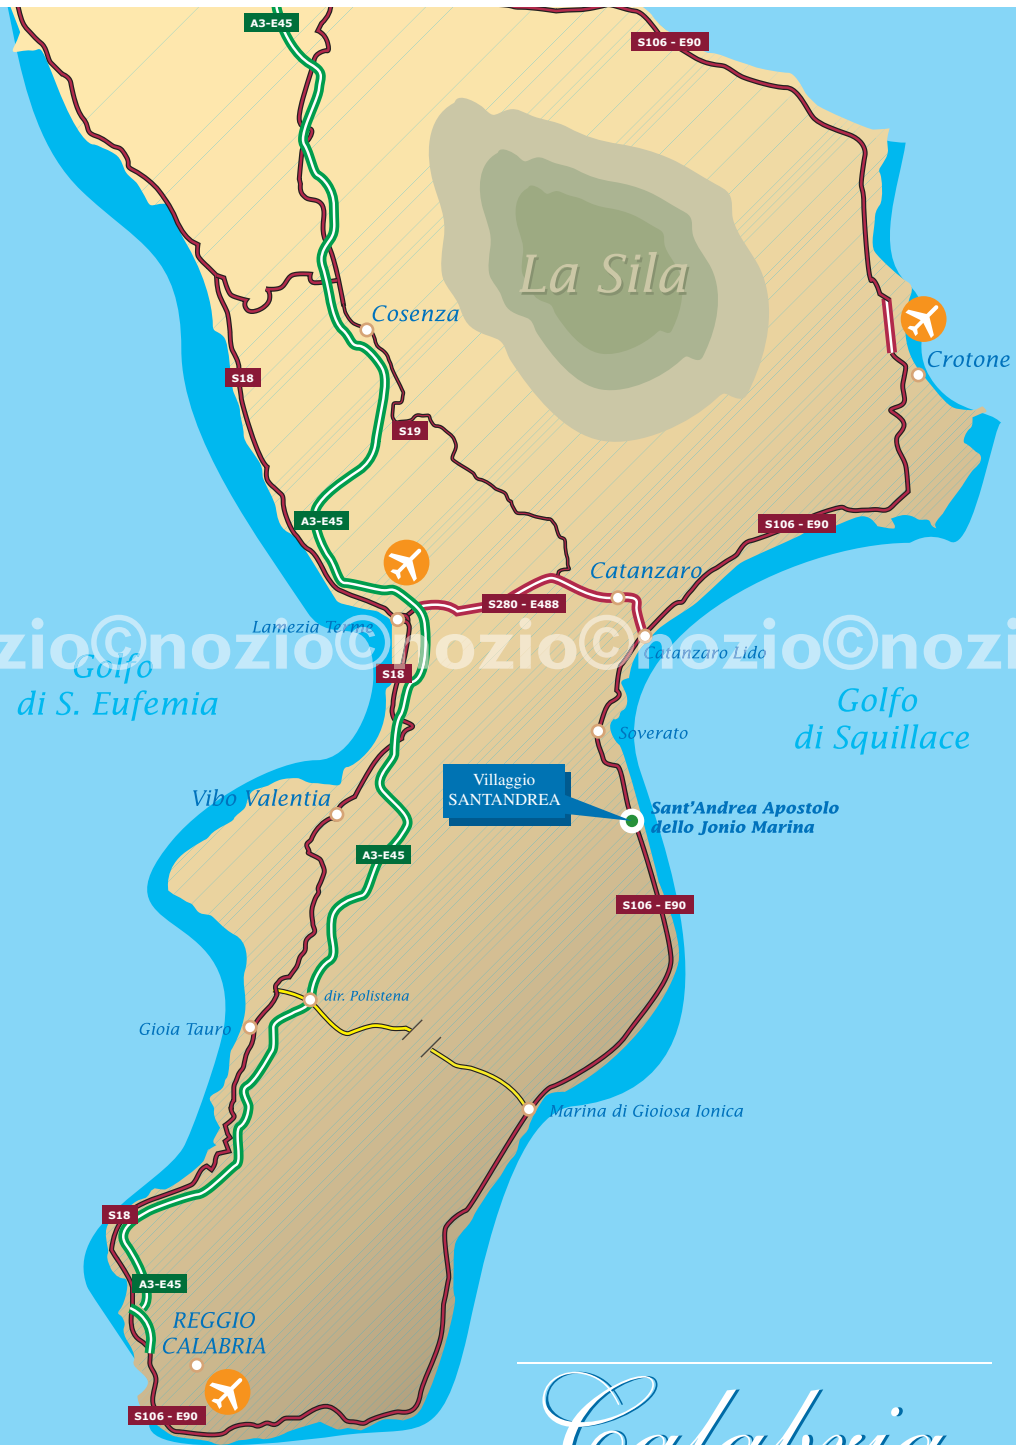 A3-E45
S106 - E90
La Sila
Cosenza
Crotone
S18
S19
A3-E45
S106 - E90
Catanzaro
S280 - E488
Lamezia Terme
nozio©nozio©nozio©nozio©nozio
Catanzaro Lido
Golfo
di S. Eufemia
S18
Golfo
di Squillace
Soverato
Villaggio
SANTANDREA
Vibo Valentia
Sant'Andrea Apostolo
dello Jonio Marina
A3-E45
S106 - E90
dir. Polistena
Gioia Tauro
Marina di Gioiosa Ionica
S18
A3-E45
REGGIO
CALABRIA
S106 - E90
Calabria